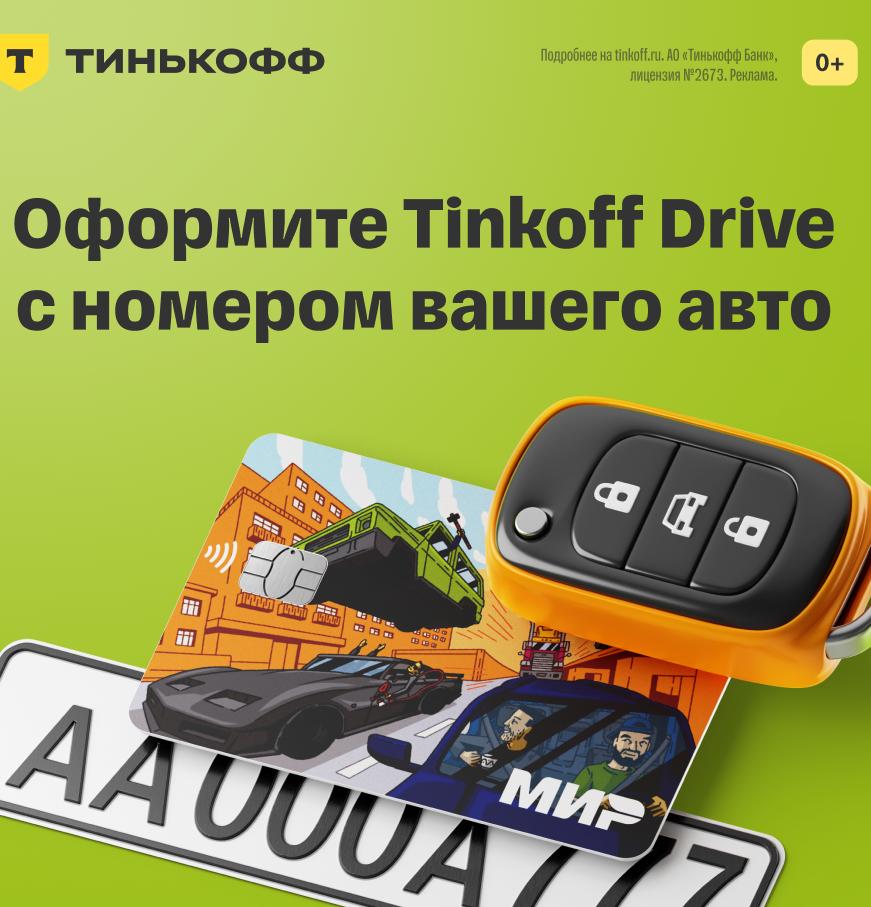 Т ТИНЬКОФФ
Подробнее на tinkoff.ru. АО «Тинькофф Банк»,
лицензия №2673. Реклама.
0+
Оформите Tinkoff Drive
с номером вашего авто
МИР
АА000А777